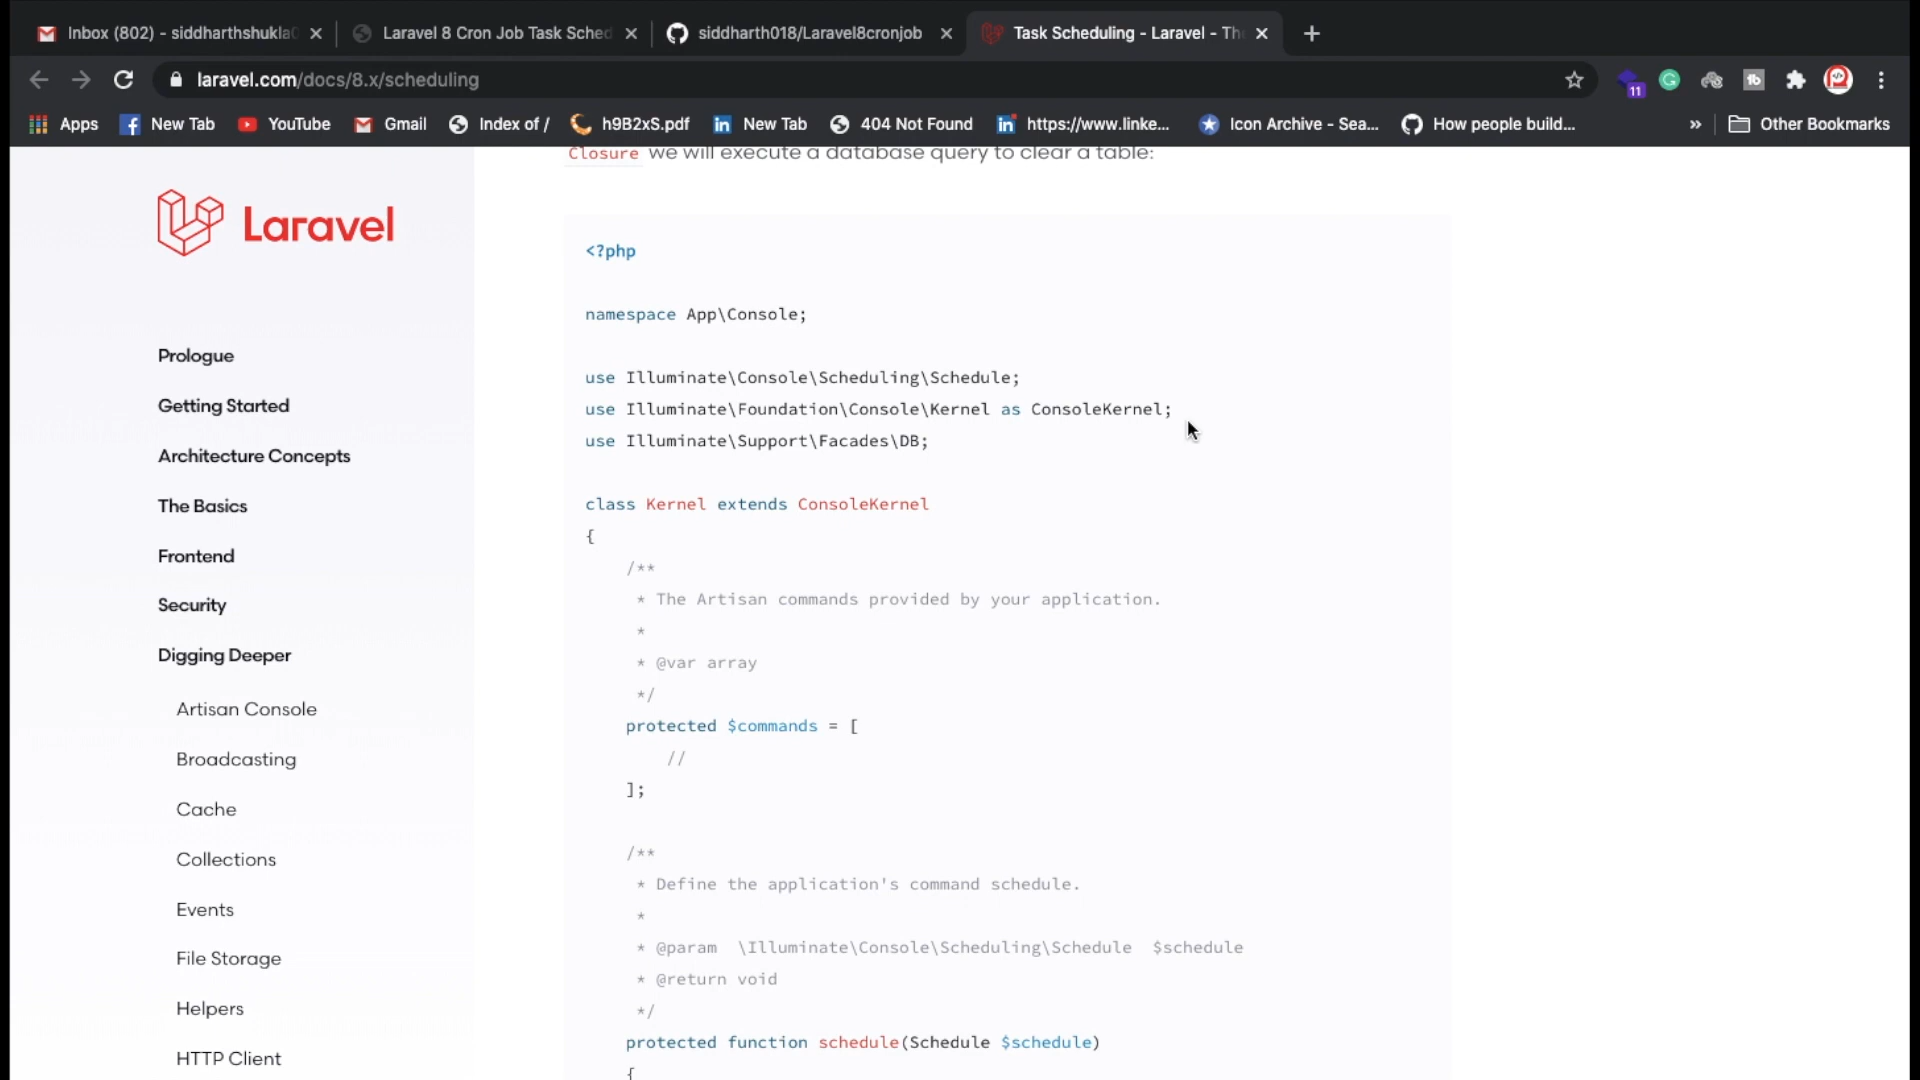 Inbox (802) - siddharthshukla
Laravel 8 Cron Job Task Sched
siddharth018/Laravel8cronjob
Task Scheduling - Laravel - Th
laravel.com/docs/8.x/scheduling
11
Apps
New Tab
YouTube
Gmail
Index of /
h9B2xS.pdf
New Tab
404 Not Found
https://www.linke...
Icon Archive - Sea...
How people build...
»
Other Bookmarks
Closure we will execute a database query to clear a table:
Laravel
Prologue
Getting Started
Architecture Concepts
The Basics
Frontend
Security
Digging Deeper
Artisan Console
Broadcasting
Cache
Collections
Events
File Storage
Helpers
HTTP Client
<?php
namespace App\Console;
use Illuminate\Console\Scheduling\Schedule;
use Illuminate\Foundation\Console\Kernel as ConsoleKernel;
use Illuminate\Support\Facades\DB;
class Kernel extends ConsoleKernel
{
/**
* The Artisan commands provided by your application.
*
* @var array
*/
protected $commands = [
//
];
/**
* Define the application's command schedule.
*
* @param  \Illuminate\Console\Scheduling\Schedule  $schedule
* @return void
*/
protected function schedule(Schedule $schedule)
{